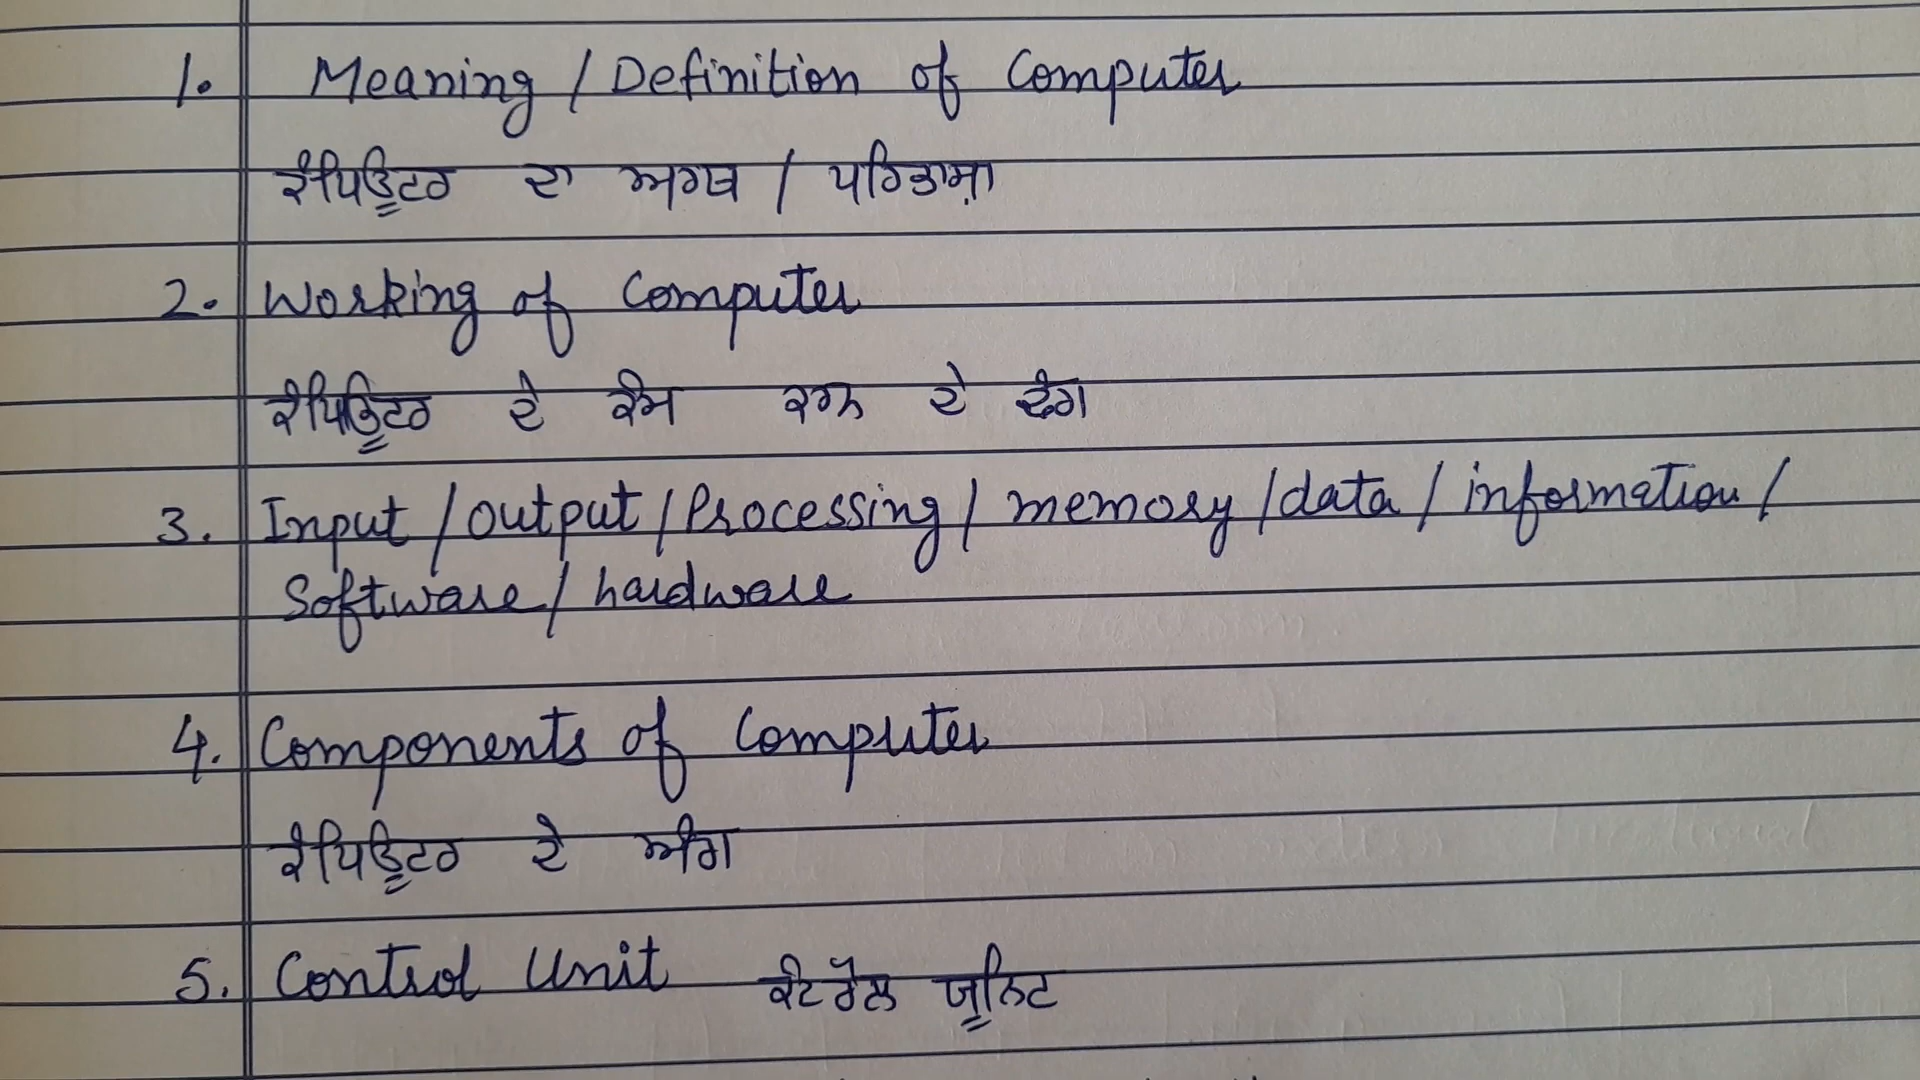 1. Meaning / Definition of Computer
ਕੰਪਿਊਟਰ ਦਾ ਅਰਥ / ਪਰਿਭਾਸ਼ਾ
2. Working of Computer
ਕੰਪਿਊਟਰ ਦੇ ਕੰਮ ਕਰਨ ਦੇ ਢੰਗ
3. Input / output / Processing / memory / data / information /
Software / hardware
4. Components of Computer
ਕੰਪਿਊਟਰ ਦੇ ਅੰਗ
5. Control Unit ਕੰਟਰੋਲ ਯੂਨਿਟ